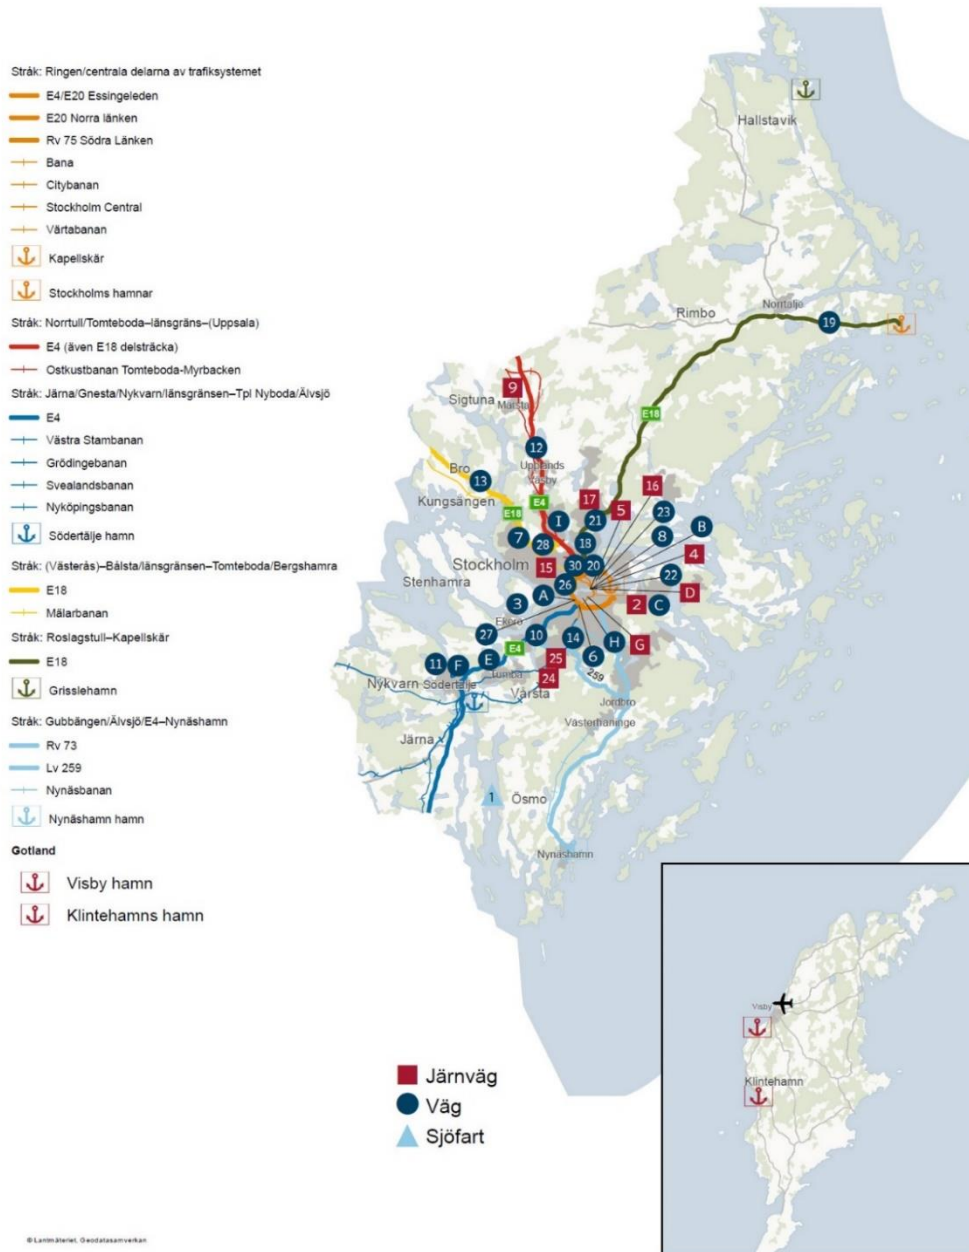 Stråk: Ringen/centrala delarna av trafiksystemet
E4/E20 Essingeleden
E20 Norra länken
Rv 75 Södra Länken
Bana
Citybanan
Stockholm Central
Värtabanan
Kapellskär
Stockholms hamnar
Stråk: Norrtull/Tomteboda–länsgräns–(Uppsala)
E4 (även E18 delsträcka)
Ostkustbanan Tomteboda-Myrbacken
Stråk: Järna/Gnesta/Nykvarn/länsgränsen–Tpl Nyboda/Älvsjö
E4
Västra Stambanan
Grödingebanan
Svealandsbanan
Nyköpingsbanan
Södertälje hamn
Stråk: (Västerås)–Bålsta/länsgränsen–Tomteboda/Bergshamra
E18
Mälarbanan
Stråk: Roslagstull–Kapellskär
E18
Grisslehamn
Stråk: Gubbängen/Älvsjö/E4–Nynäshamn
Rv 73
Lv 259
Nynäsbanan
Nynäshamn hamn
Gotland
Visby hamn
Klintehamns hamn
Hallstavik
Norrtälje
Rimbo
19
9
Sigtuna
Märsta
E18
12
Bro
Upplands
Väsby
13
Kungsängen
16
17
E4
5
23
E18
I
21
B
7
28
18
8
4
Stockholm
15
30
20
22
Stenhamra
26
D
3
A
2
C
Ekerö
27
10
14
H
G
E4
6
11
F
E
25
259
Nykvarn
Södertälje
Tumba
24
Vårsta
Jordbro
Västerhaninge
Järna
1
Ösmo
Nynäshamn
Järnväg
Väg
Sjöfart
Visby
Klintehamn
© Lantmäteriet, Geodatasamverkan